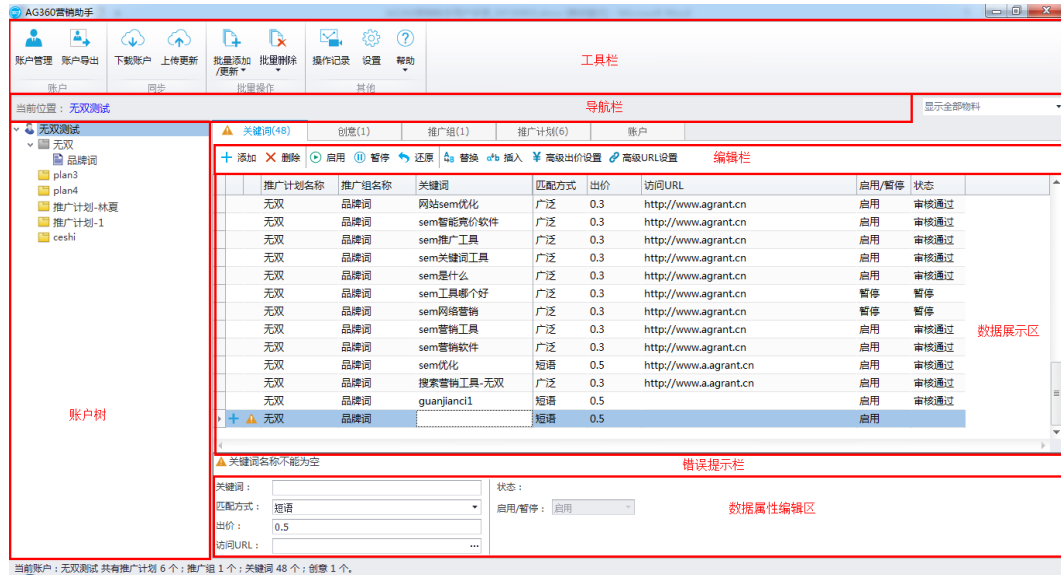 AG360营销助手
账户管理 账户导出 下载账户 上传更新 批量添加/更新 批量删除 操作记录 设置 帮助
工具栏
账户 同步 批量操作 其他
当前位置： 无双测试 导航栏 显示全部物料
无双测试
无双
品牌词
plan3
plan4
推广计划-林夏
推广计划-1
ceshi
账户树
关键词(48) 创意(1) 推广组(1) 推广计划(6) 账户
添加 删除 启用 暂停 还原 替换 插入 高级出价设置 高级URL设置 编辑栏
推广计划名称 推广组名称 关键词 匹配方式 出价 访问URL 启用/暂停 状态
无双 品牌词 网站sem优化 广泛 0.3 http://www.agrant.cn 启用 审核通过
无双 品牌词 sem智能竞价软件 广泛 0.3 http://www.agrant.cn 启用 审核通过
无双 品牌词 sem推广工具 广泛 0.3 http://www.agrant.cn 启用 审核通过
无双 品牌词 sem关键词工具 广泛 0.3 http://www.agrant.cn 启用 审核通过
无双 品牌词 sem是什么 广泛 0.3 http://www.agrant.cn 启用 审核通过
无双 品牌词 sem工具哪个好 广泛 0.3 http://www.agrant.cn 暂停 暂停
无双 品牌词 sem网络营销 广泛 0.3 http://www.agrant.cn 暂停 暂停
无双 品牌词 sem营销工具 广泛 0.3 http://www.agrant.cn 启用 审核通过
无双 品牌词 sem营销软件 广泛 0.3 http://www.agrant.cn 启用 审核通过
无双 品牌词 sem优化 短语 0.5 http://www.a.agrant.cn 启用 审核通过
无双 品牌词 搜索营销工具-无双 广泛 0.3 http://www.a.agrant.cn 启用 审核通过
无双 品牌词 guanjianci1 短语 0.5 启用 审核通过
无双 品牌词 短语 0.5 启用
数据展示区
关键词名称不能为空 错误提示栏
关键词： 状态：
匹配方式： 短语 启用/暂停： 启用 数据属性编辑区
出价： 0.5
访问URL： ...
当前账户：无双测试 共有推广计划 6 个；推广组 1 个；关键词 48 个；创意 1 个。